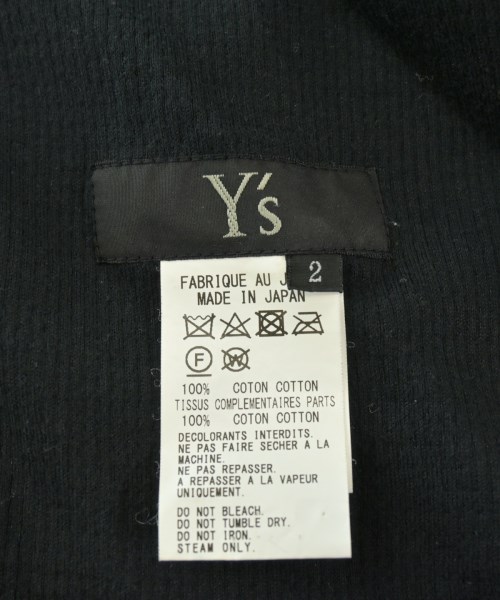 Y's
2
FABRIQUE AU J
MADE IN JAPAN
F W
100% COTON COTTON
TISSUS COMPLEMENTAIRES PARTS
100% COTON COTTON
DECOLORANTS INTERDITS.
NE PAS FAIRE SECHER A LA
MACHINE.
NE PAS REPASSER.
A REPASSER A LA VAPEUR
UNIQUEMENT.
DO NOT BLEACH.
DO NOT TUMBLE DRY.
DO NOT IRON.
STEAM ONLY.